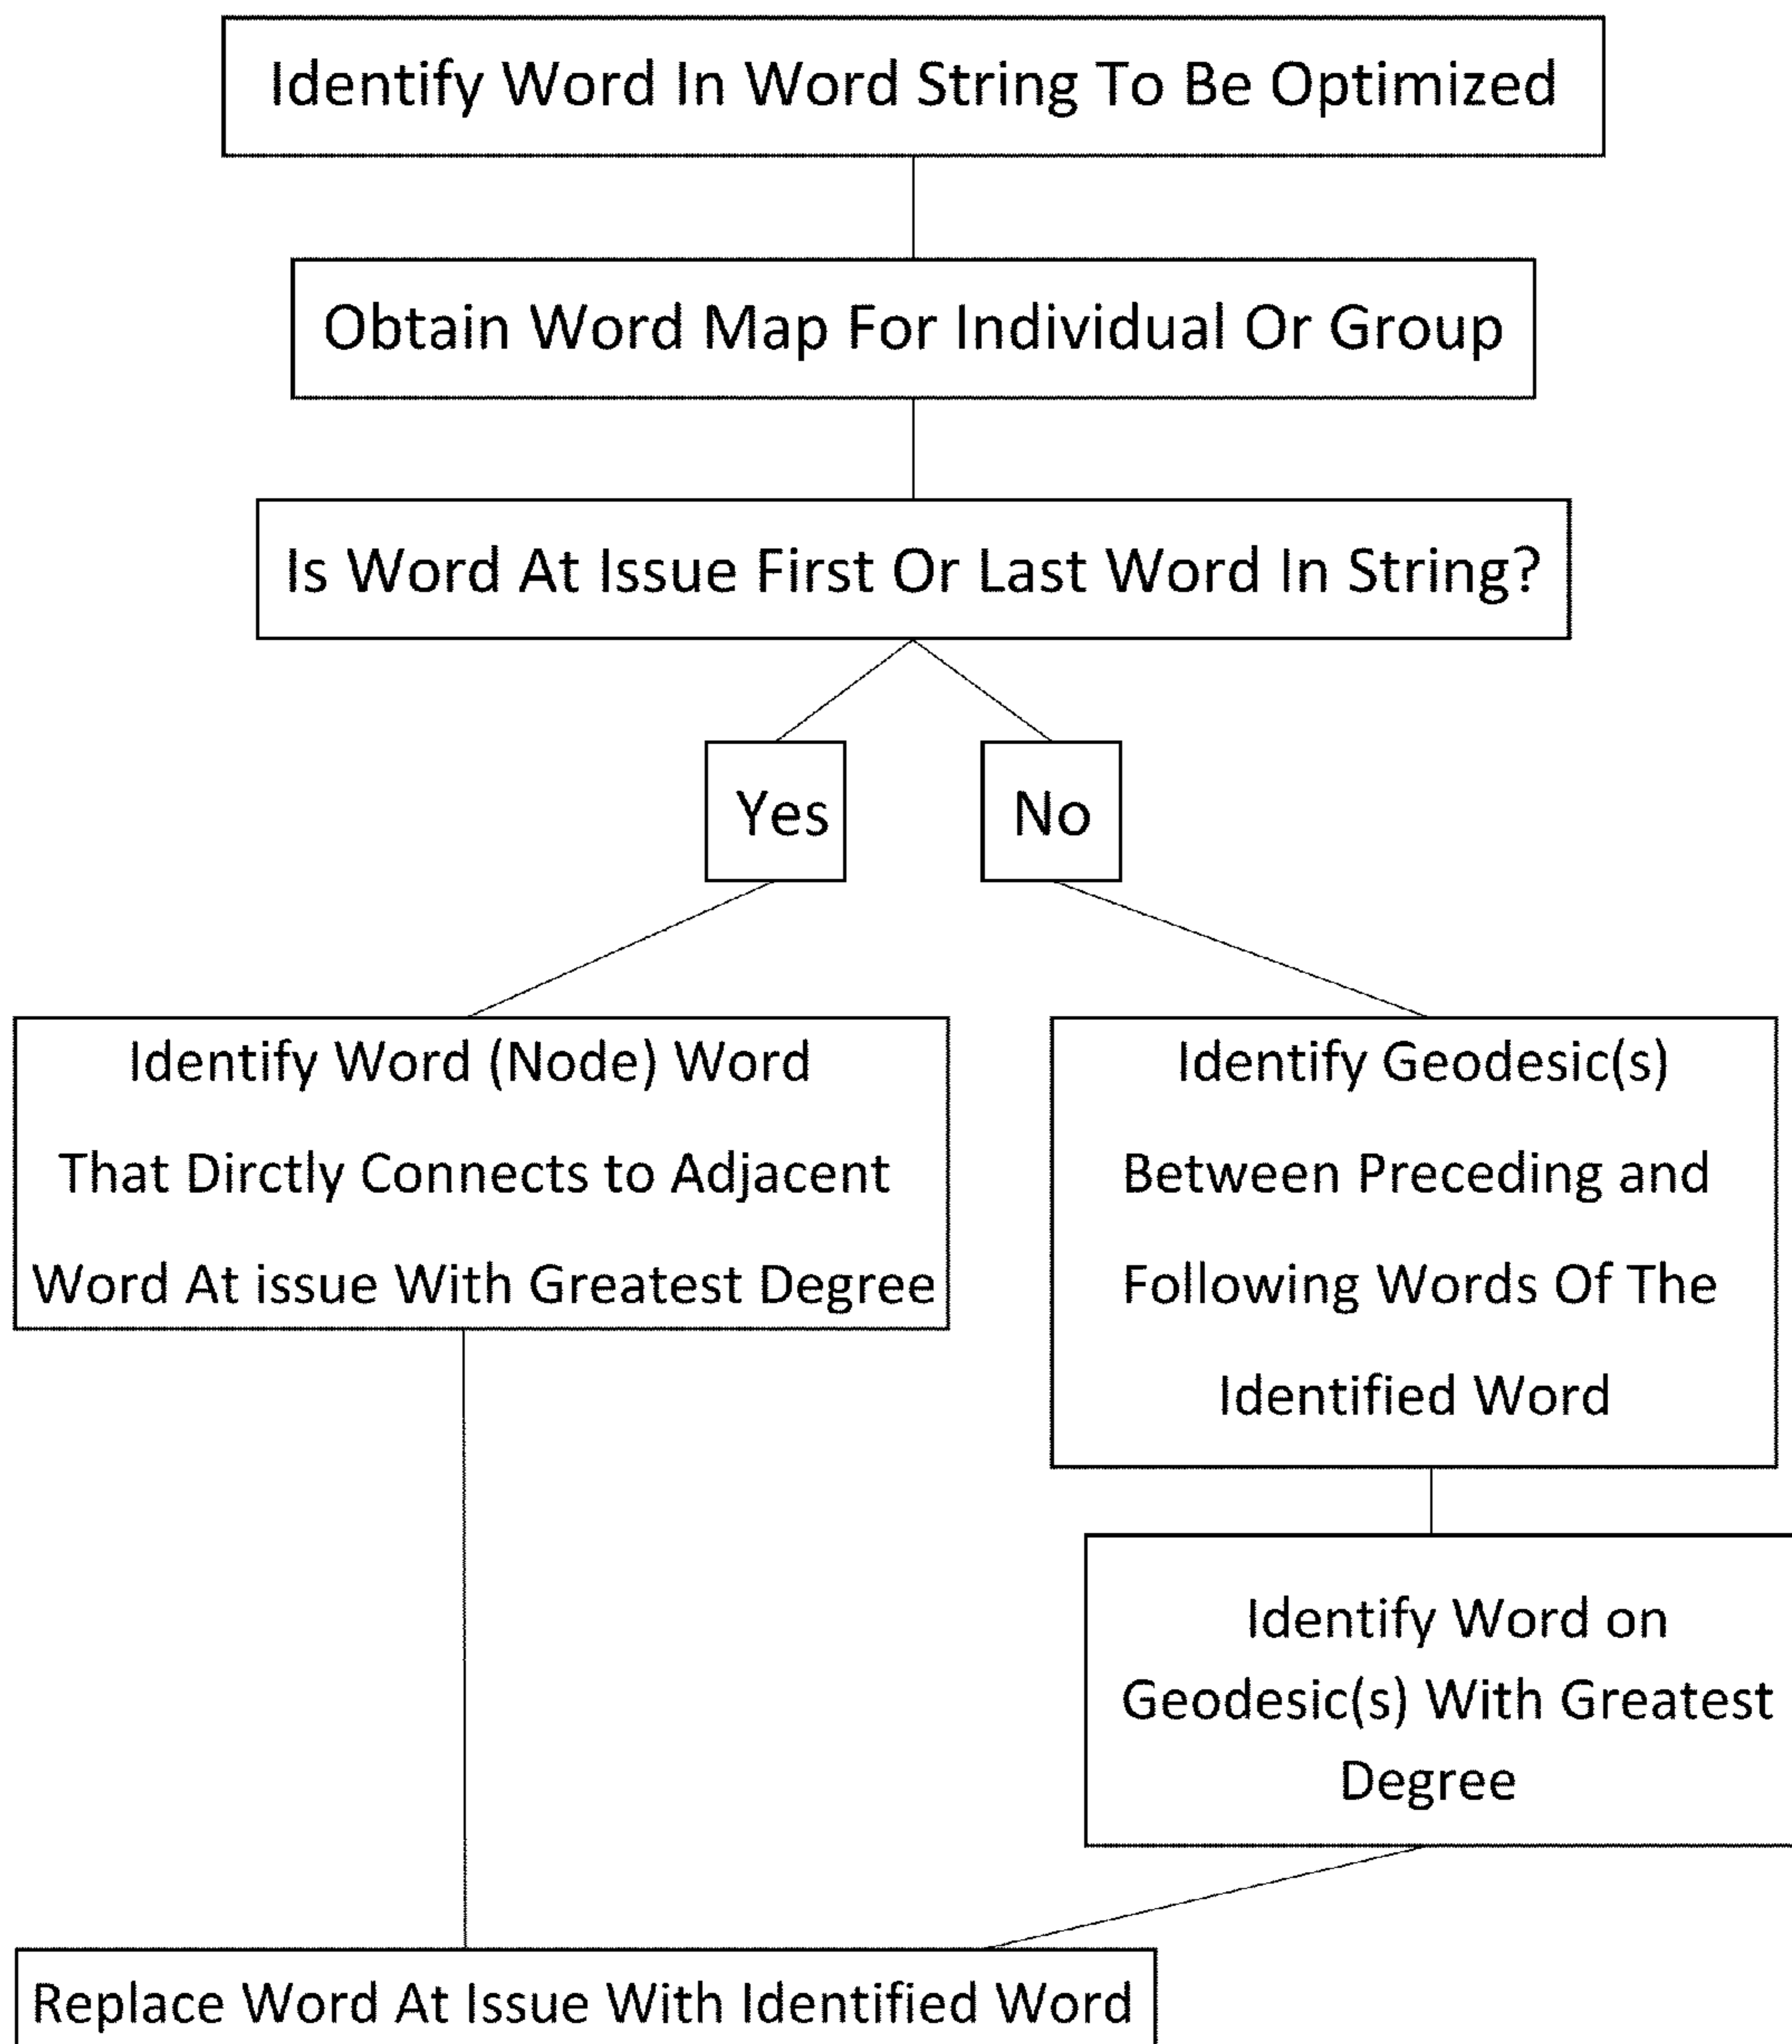 Identify Word In Word String To Be Optimized
Obtain Word Map For Individual Or Group
Is Word At Issue First Or Last Word In String?
Yes
No
Identify Word (Node) Word
That Dirctly Connects to Adjacent
Word At issue With Greatest Degree
Identify Geodesic(s)
Between Preceding and
Following Words Of The
Identified Word
Identify Word on
Geodesic(s) With Greatest
Degree
Replace Word At Issue With Identified Word